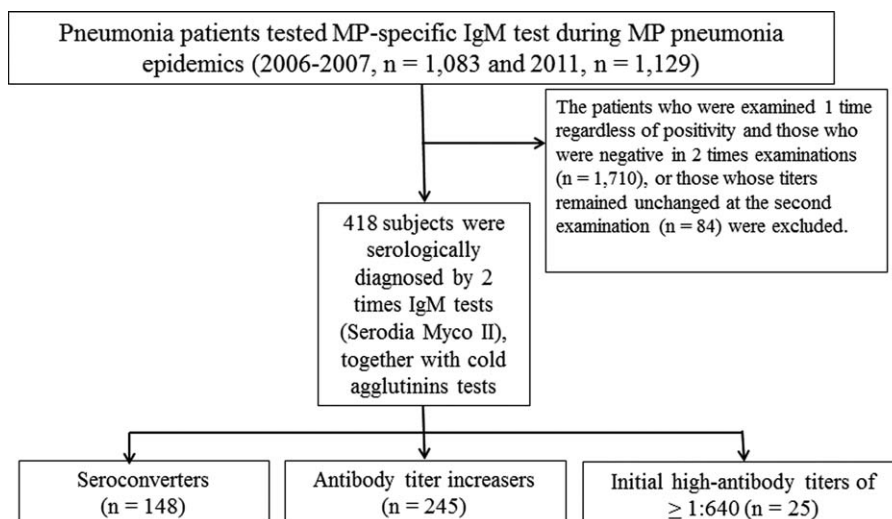 Pneumonia patients tested MP-specific IgM test during MP pneumonia
epidemics (2006-2007, n = 1,083 and 2011, n = 1,129)
The patients who were examined 1 time
regardless of positivity and those who
were negative in 2 times examinations
(n = 1,710), or those whose titers
remained unchanged at the second
examination (n = 84) were excluded.
418 subjects were
serologically
diagnosed by 2
times IgM tests
(Serodia Myco II),
together with cold
agglutinins tests
Seroconverters
(n = 148)
Antibody titer increasers
(n = 245)
Initial high-antibody titers of
≥ 1:640 (n = 25)